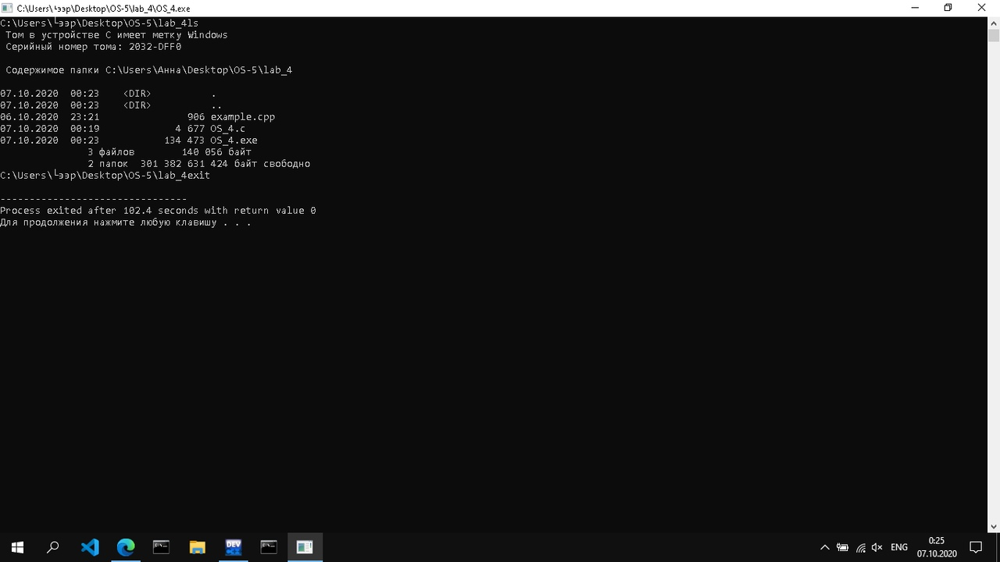 C:\Users\└ээр\Desktop\OS-5\lab_4\OS_4.exe
C:\Users\└ээр\Desktop\OS-5\lab_4ls
Том в устройстве C имеет метку Windows
Серийный номер тома: 2032-DFF0
Содержимое папки C:\Users\Анна\Desktop\OS-5\lab_4
07.10.2020  00:23    <DIR>          .
07.10.2020  00:23    <DIR>          ..
06.10.2020  23:21               906 example.cpp
07.10.2020  00:19             4 677 OS_4.c
07.10.2020  00:23           134 473 OS_4.exe
3 файлов        140 056 байт
2 папок  301 382 631 424 байт свободно
C:\Users\└ээр\Desktop\OS-5\lab_4exit
--------------------------------
Process exited after 102.4 seconds with return value 0
Для продолжения нажмите любую клавишу . . .
DEV
ENG
0:25
07.10.2020